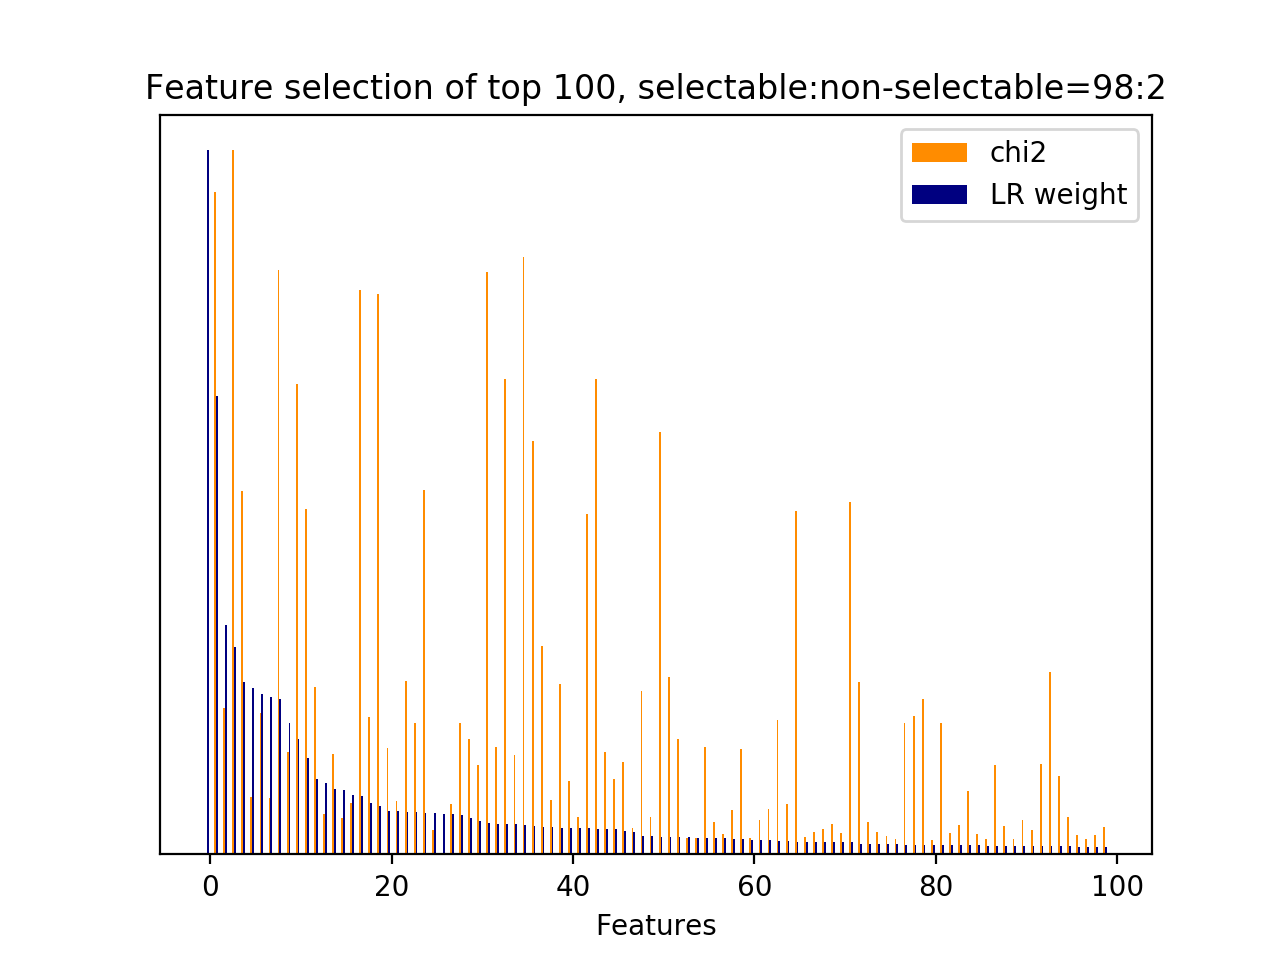 Feature selection of top 100, selectable:non-selectable=98:2
chi2
LR weight
0 20 40 60 80 100
Features